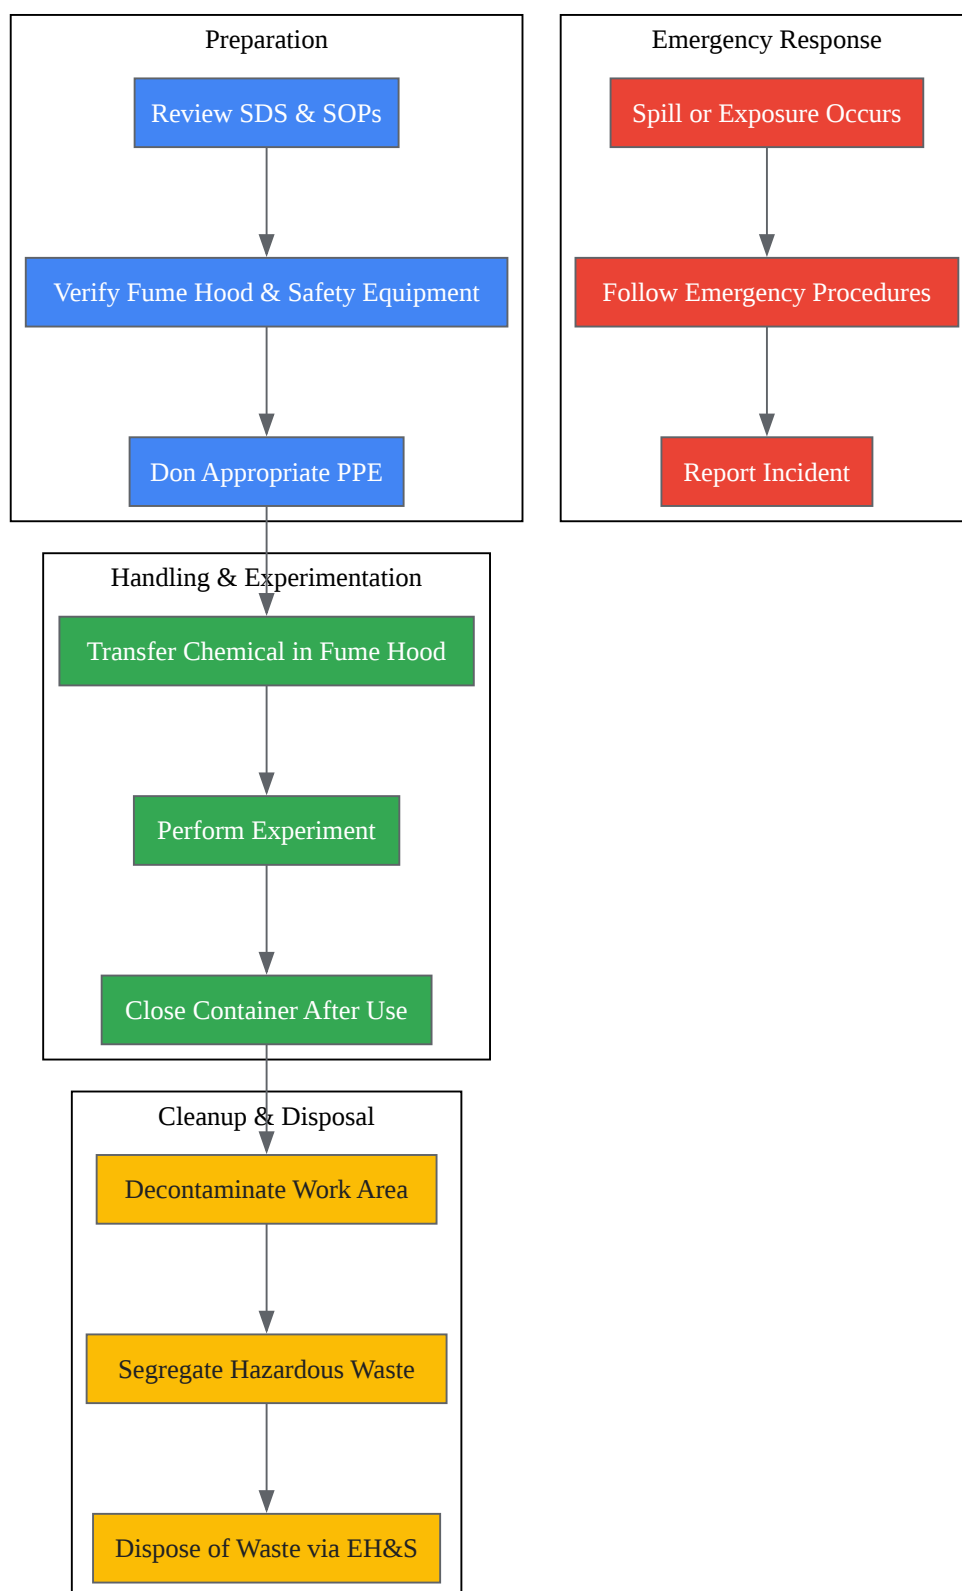 Preparation
Review SDS & SOPs
Verify Fume Hood & Safety Equipment
Don Appropriate PPE
Handling & Experimentation
Transfer Chemical in Fume Hood
Perform Experiment
Close Container After Use
Cleanup & Disposal
Decontaminate Work Area
Segregate Hazardous Waste
Dispose of Waste via EH&S
Emergency Response
Spill or Exposure Occurs
Follow Emergency Procedures
Report Incident